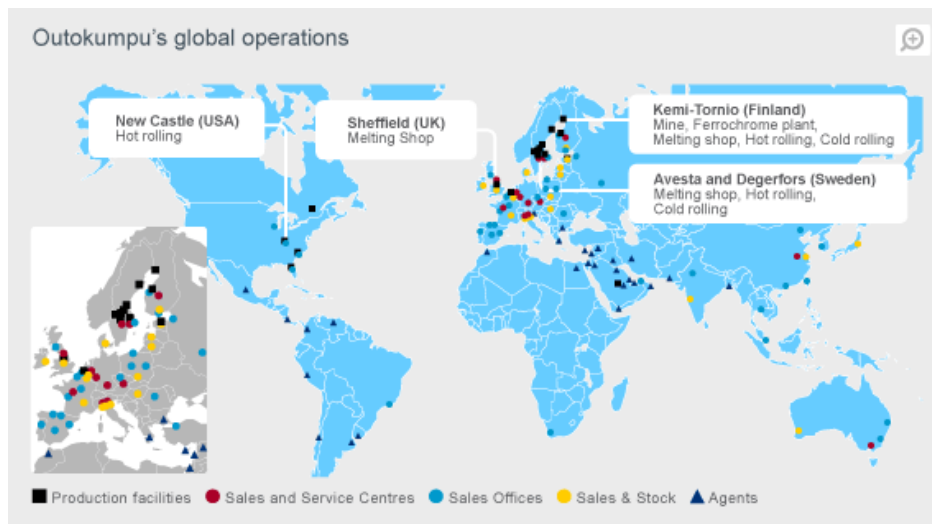 Outokumpu's global operations
New Castle (USA)
Hot rolling
Sheffield (UK)
Melting Shop
Kemi-Tornio (Finland)
Mine, Ferrochrome plant,
Melting shop, Hot rolling, Cold rolling
Avesta and Degerfors (Sweden)
Melting shop, Hot rolling,
Cold rolling
Production facilities
Sales and Service Centres
Sales Offices
Sales & Stock
Agents